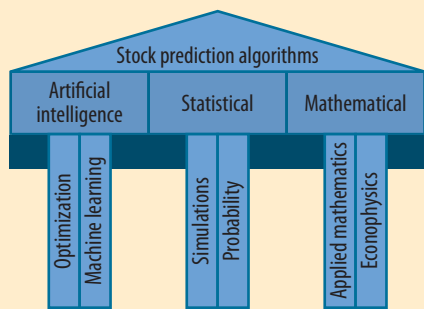 Stock prediction algorithms
Artificial
intelligence
Statistical
Mathematical
Optimization
Machine learning
Simulations
Probability
Applied mathematics
Econophysics